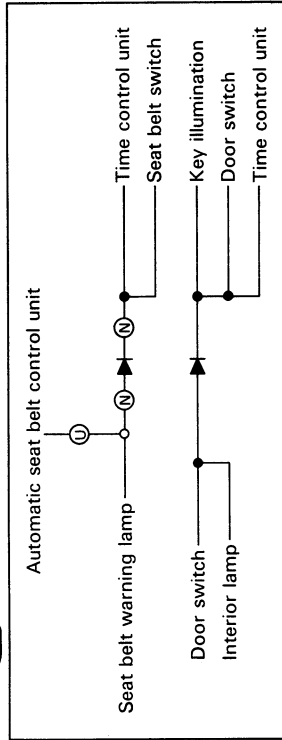 Automatic seat belt control unit
U
Seat belt warning lamp
N
N
Time control unit
Seat belt switch
Door switch
Interior lamp
Key illumination
Door switch
Time control unit